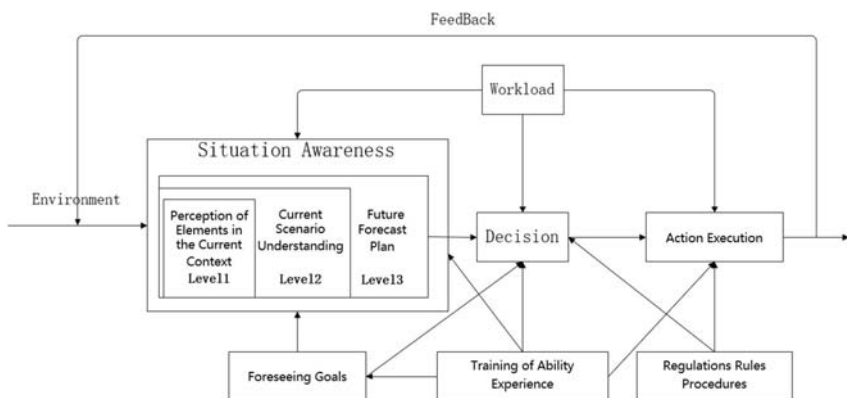 FeedBack
Workload
Situation Awareness
Environment
Perception of
Elements in
the Current
Context
Level1
Current
Scenario
Understanding
Level2
Future
Forecast
Plan
Level3
Decision
Action Execution
Foreseeing Goals
Training of Ability
Experience
Regulations Rules
Procedures